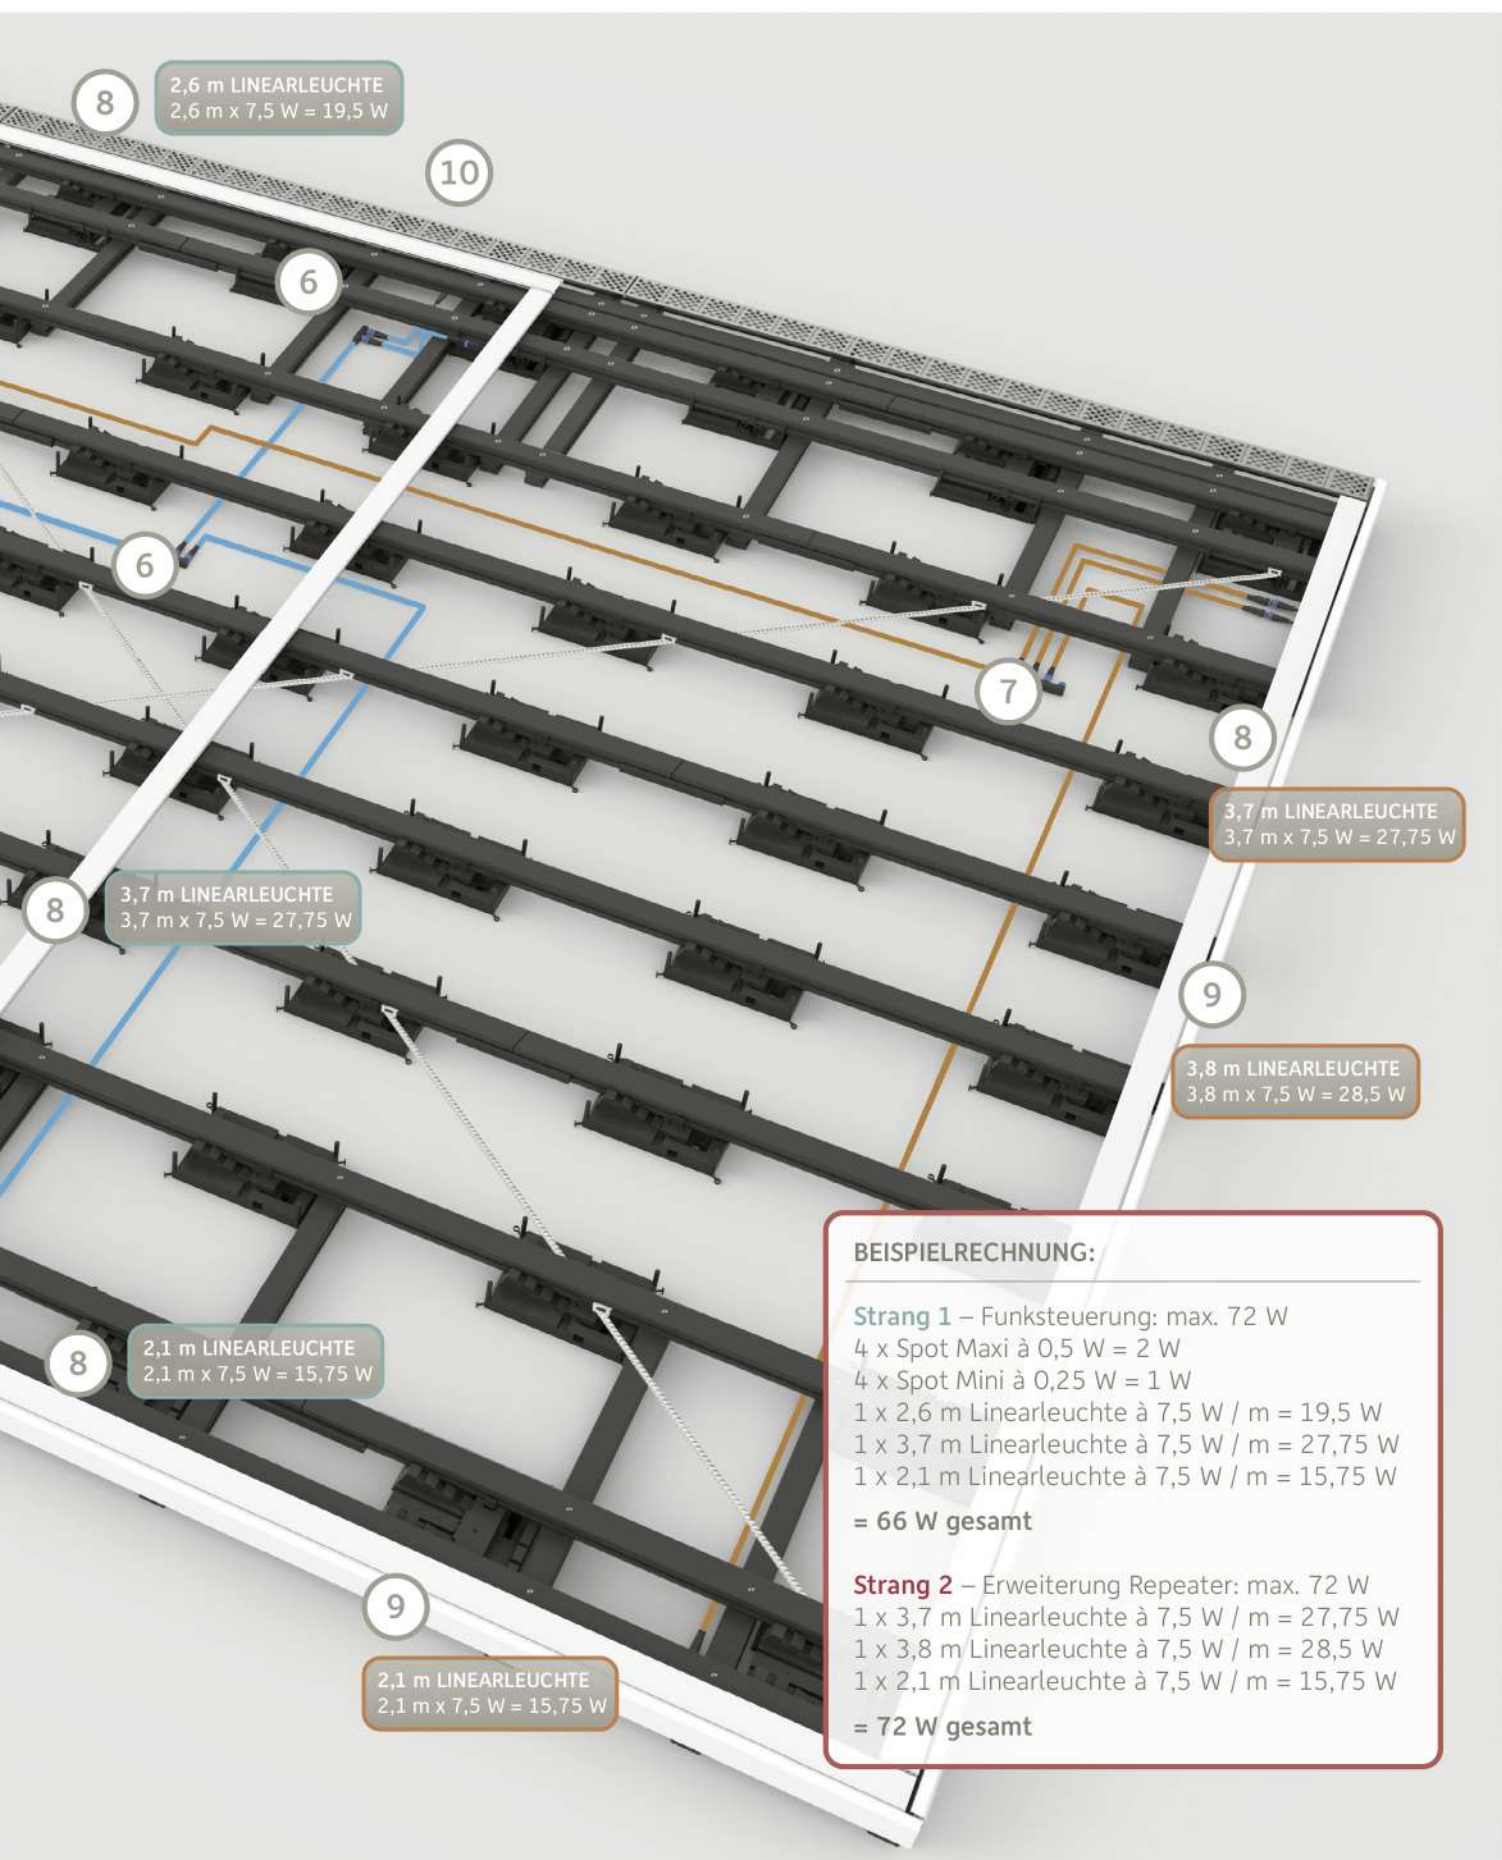 8
2,6 m LINEARLEUCHTE
2,6 m x 7,5 W = 19,5 W
10
6
6
7
8
3,7 m LINEARLEUCHTE
3,7 m x 7,5 W = 27,75 W
8
3,7 m LINEARLEUCHTE
3,7 m x 7,5 W = 27,75 W
9
3,8 m LINEARLEUCHTE
3,8 m x 7,5 W = 28,5 W
8
2,1 m LINEARLEUCHTE
2,1 m x 7,5 W = 15,75 W
9
2,1 m LINEARLEUCHTE
2,1 m x 7,5 W = 15,75 W
BEISPIELRECHNUNG:
Strang 1 – Funksteuerung: max. 72 W
4 x Spot Maxi à 0,5 W = 2 W
4 x Spot Mini à 0,25 W = 1 W
1 x 2,6 m Linearleuchte à 7,5 W / m = 19,5 W
1 x 3,7 m Linearleuchte à 7,5 W / m = 27,75 W
1 x 2,1 m Linearleuchte à 7,5 W / m = 15,75 W
= 66 W gesamt
Strang 2 – Erweiterung Repeater: max. 72 W
1 x 3,7 m Linearleuchte à 7,5 W / m = 27,75 W
1 x 3,8 m Linearleuchte à 7,5 W / m = 28,5 W
1 x 2,1 m Linearleuchte à 7,5 W / m = 15,75 W
= 72 W gesamt